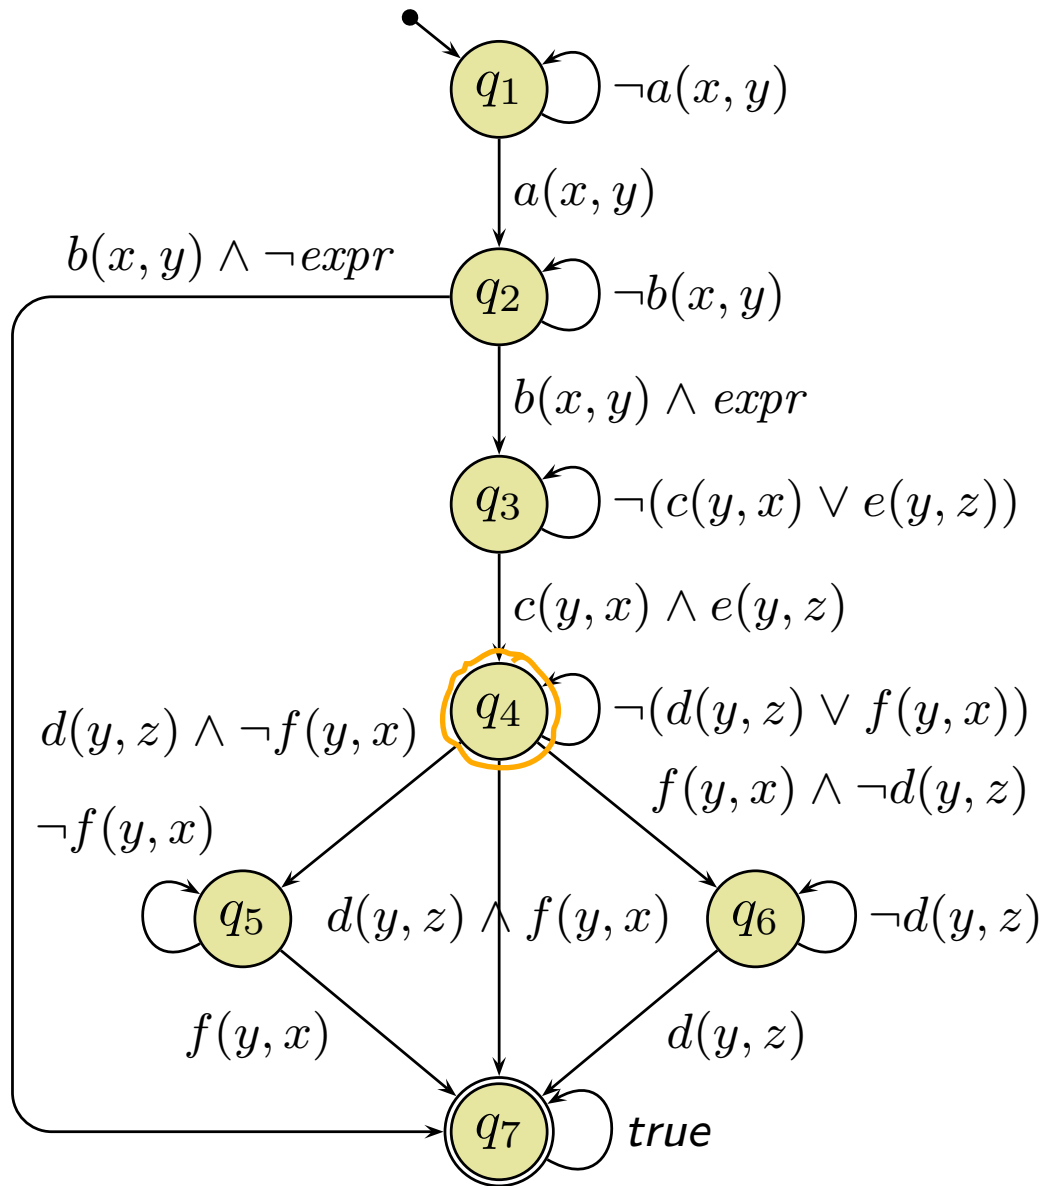 q1
¬a(x, y)
a(x, y)
b(x, y) ∧ ¬expr
q2
¬b(x, y)
b(x, y) ∧ expr
q3
¬(c(y, x) ∨ e(y, z))
c(y, x) ∧ e(y, z)
q4
¬(d(y, z) ∨ f(y, x))
d(y, z) ∧ ¬f(y, x)
f(y, x) ∧ ¬d(y, z)
¬f(y, x)
q5
d(y, z) ∧ f(y, x)
q6
¬d(y, z)
f(y, x)
d(y, z)
q7
true